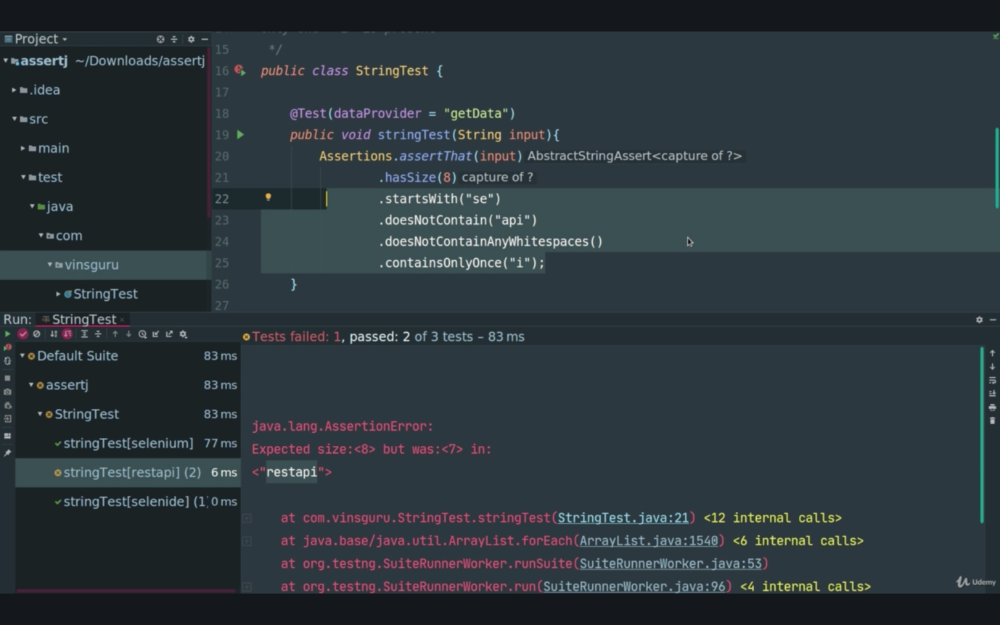 Project
assertj ~/Downloads/assertj
.idea
src
main
test
java
com
vinsguru
StringTest
15 */
16 public class StringTest {
17
18 @Test(dataProvider = "getData")
19 public void stringTest(String input){
20 Assertions.assertThat(input) AbstractStringAssert<capture of ?>
21 .hasSize(8) capture of ?
22 .startsWith("se")
23 .doesNotContain("api")
24 .doesNotContainAnyWhitespaces()
25 .containsOnlyOnce("i");
26 }
27
Run: StringTest
Tests failed: 1, passed: 2 of 3 tests – 83 ms
Default Suite 83 ms
assertj 83 ms
StringTest 83 ms
stringTest[selenium] 77 ms
stringTest[restapi] (2) 6 ms
stringTest[selenide] (1) 0 ms
java.lang.AssertionError:
Expected size:<8> but was:<7> in:
<"restapi">
at com.vinsguru.StringTest.stringTest(StringTest.java:21) <12 internal calls>
at java.base/java.util.ArrayList.forEach(ArrayList.java:1540) <6 internal calls>
at org.testng.SuiteRunnerWorker.runSuite(SuiteRunnerWorker.java:53)
at org.testng.SuiteRunnerWorker.run(SuiteRunnerWorker.java:96) <4 internal calls>
Udemy